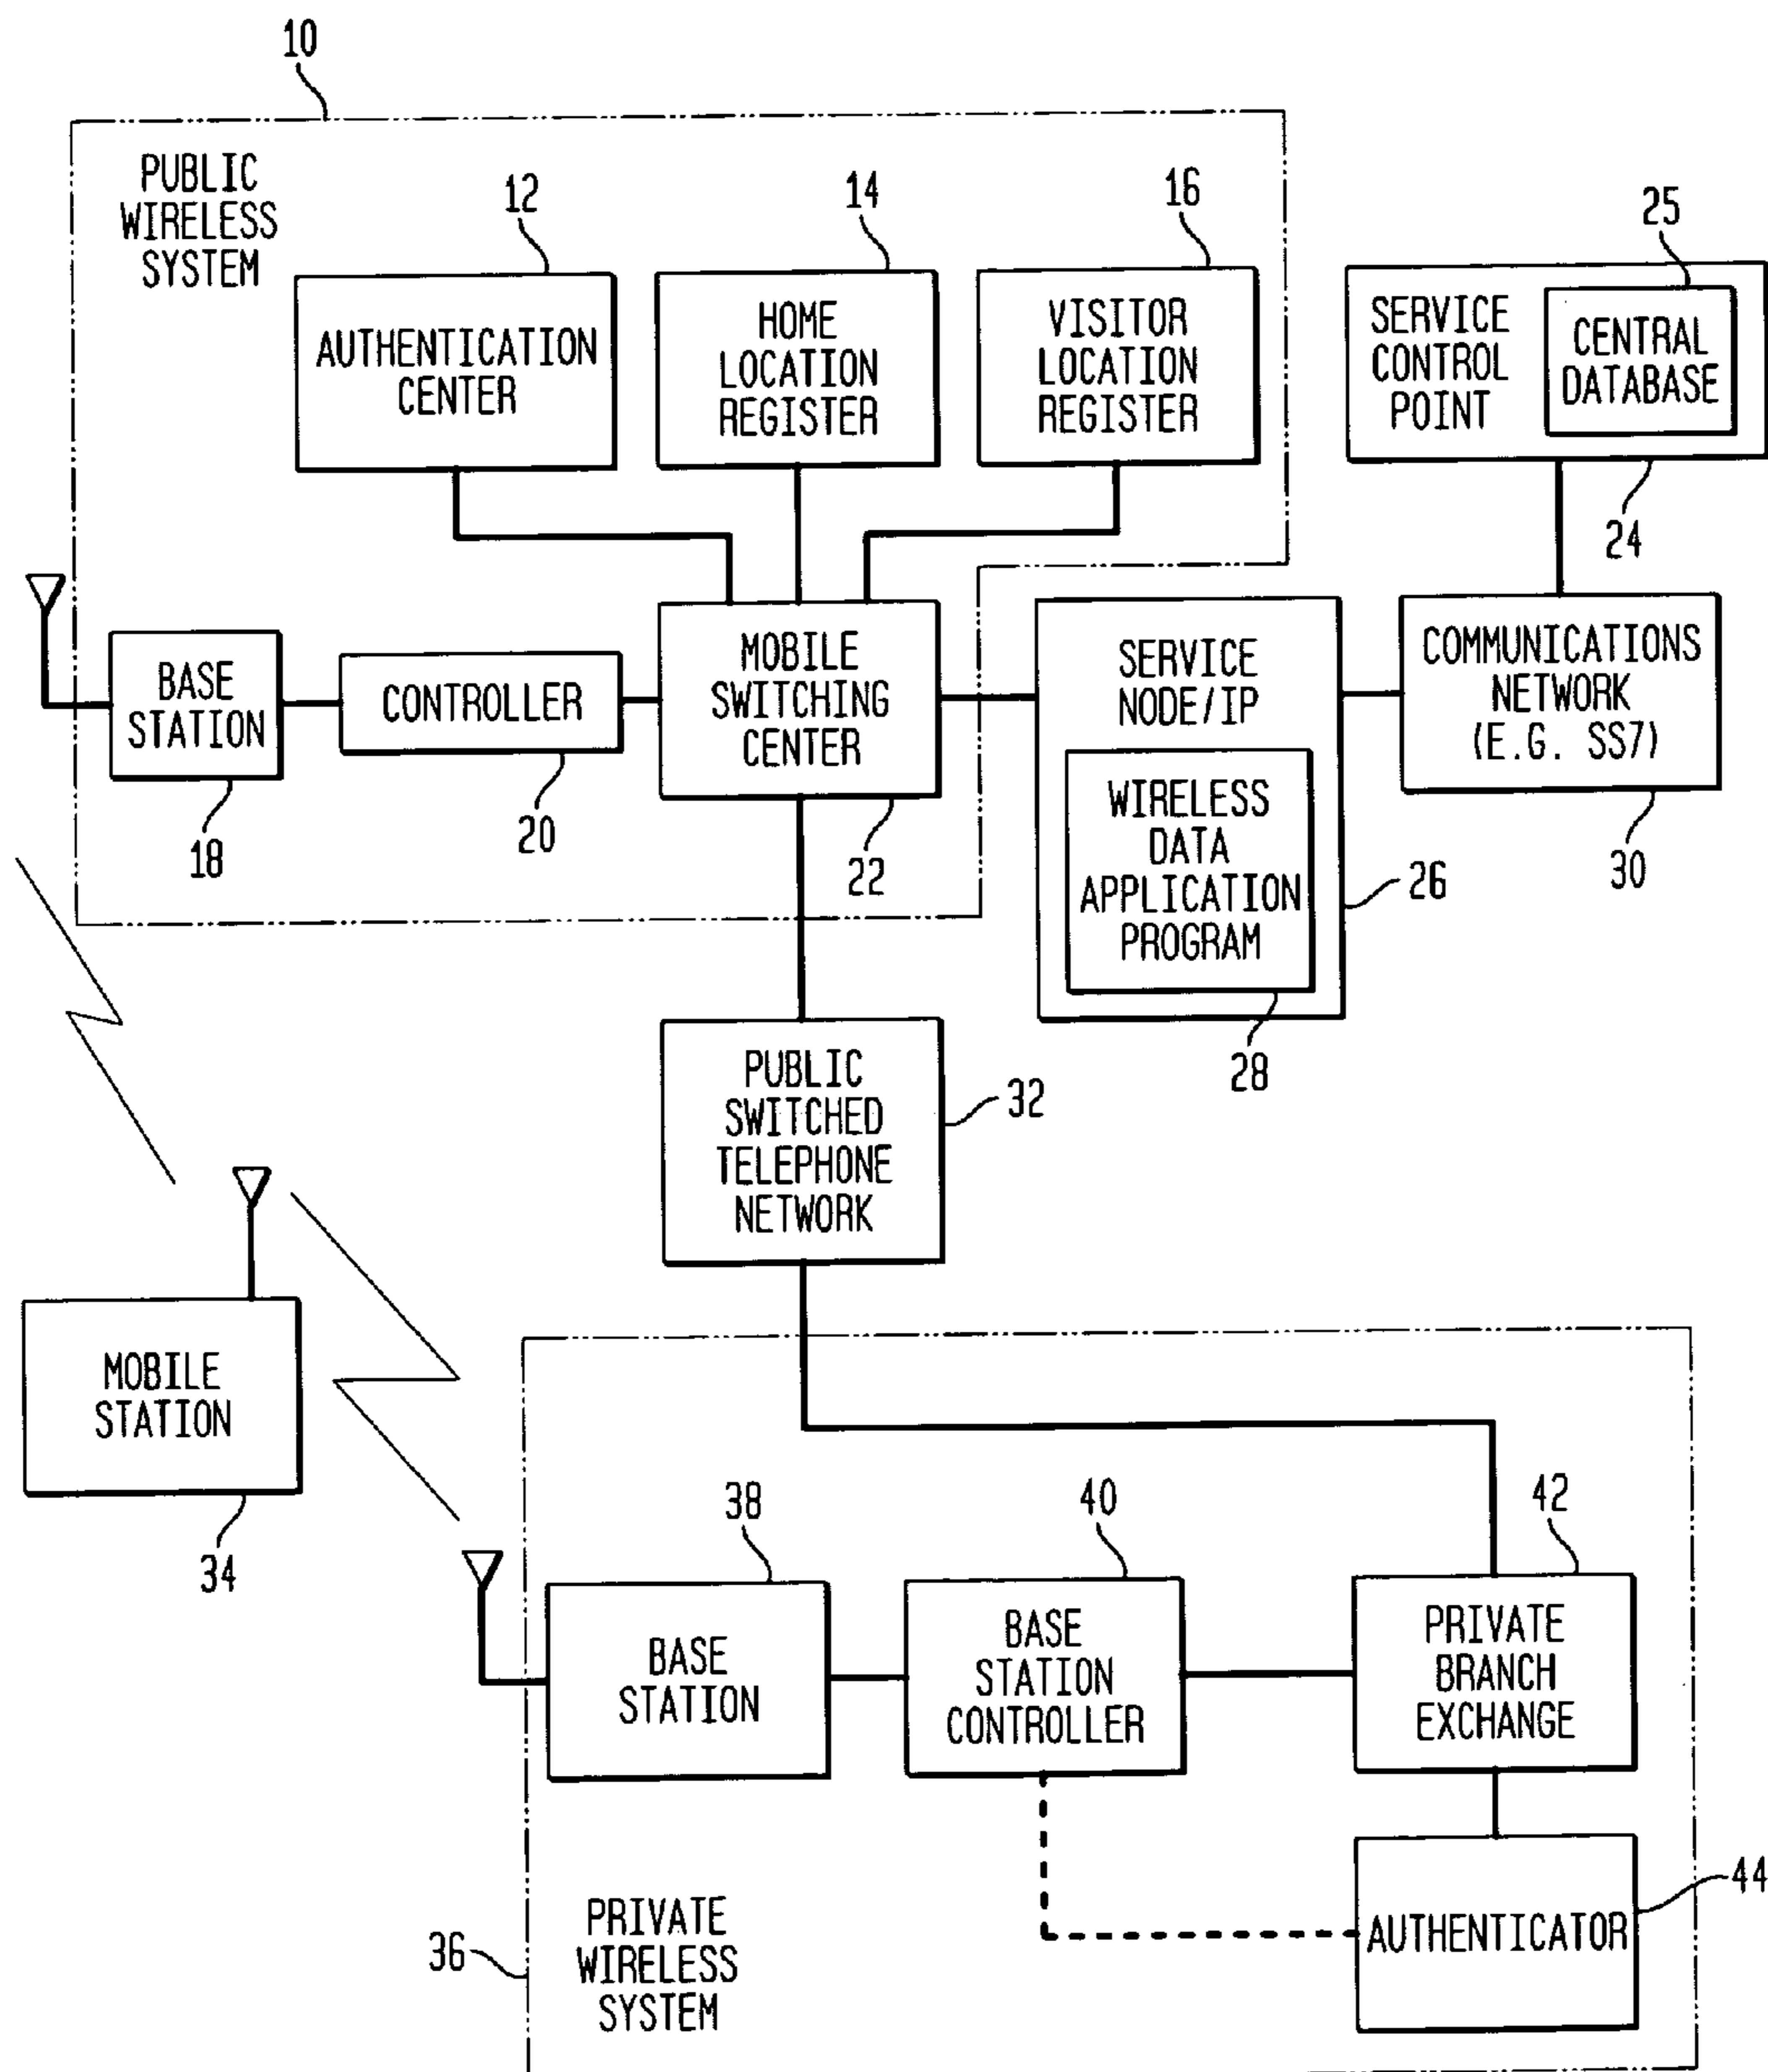 10
PUBLIC
WIRELESS
SYSTEM
12
14
16
25
AUTHENTICATION
CENTER
HOME
LOCATION
REGISTER
VISITOR
LOCATION
REGISTER
SERVICE
CONTROL
POINT
CENTRAL
DATABASE
24
BASE
STATION
18
CONTROLLER
20
MOBILE
SWITCHING
CENTER
22
SERVICE
NODE/IP
WIRELESS
DATA
APPLICATION
PROGRAM
28
26
COMMUNICATIONS
NETWORK
(E.G. SS7)
30
PUBLIC
SWITCHED
TELEPHONE
NETWORK
32
MOBILE
STATION
34
38
40
42
BASE
STATION
BASE
STATION
CONTROLLER
PRIVATE
BRANCH
EXCHANGE
44
AUTHENTICATOR
36
PRIVATE
WIRELESS
SYSTEM